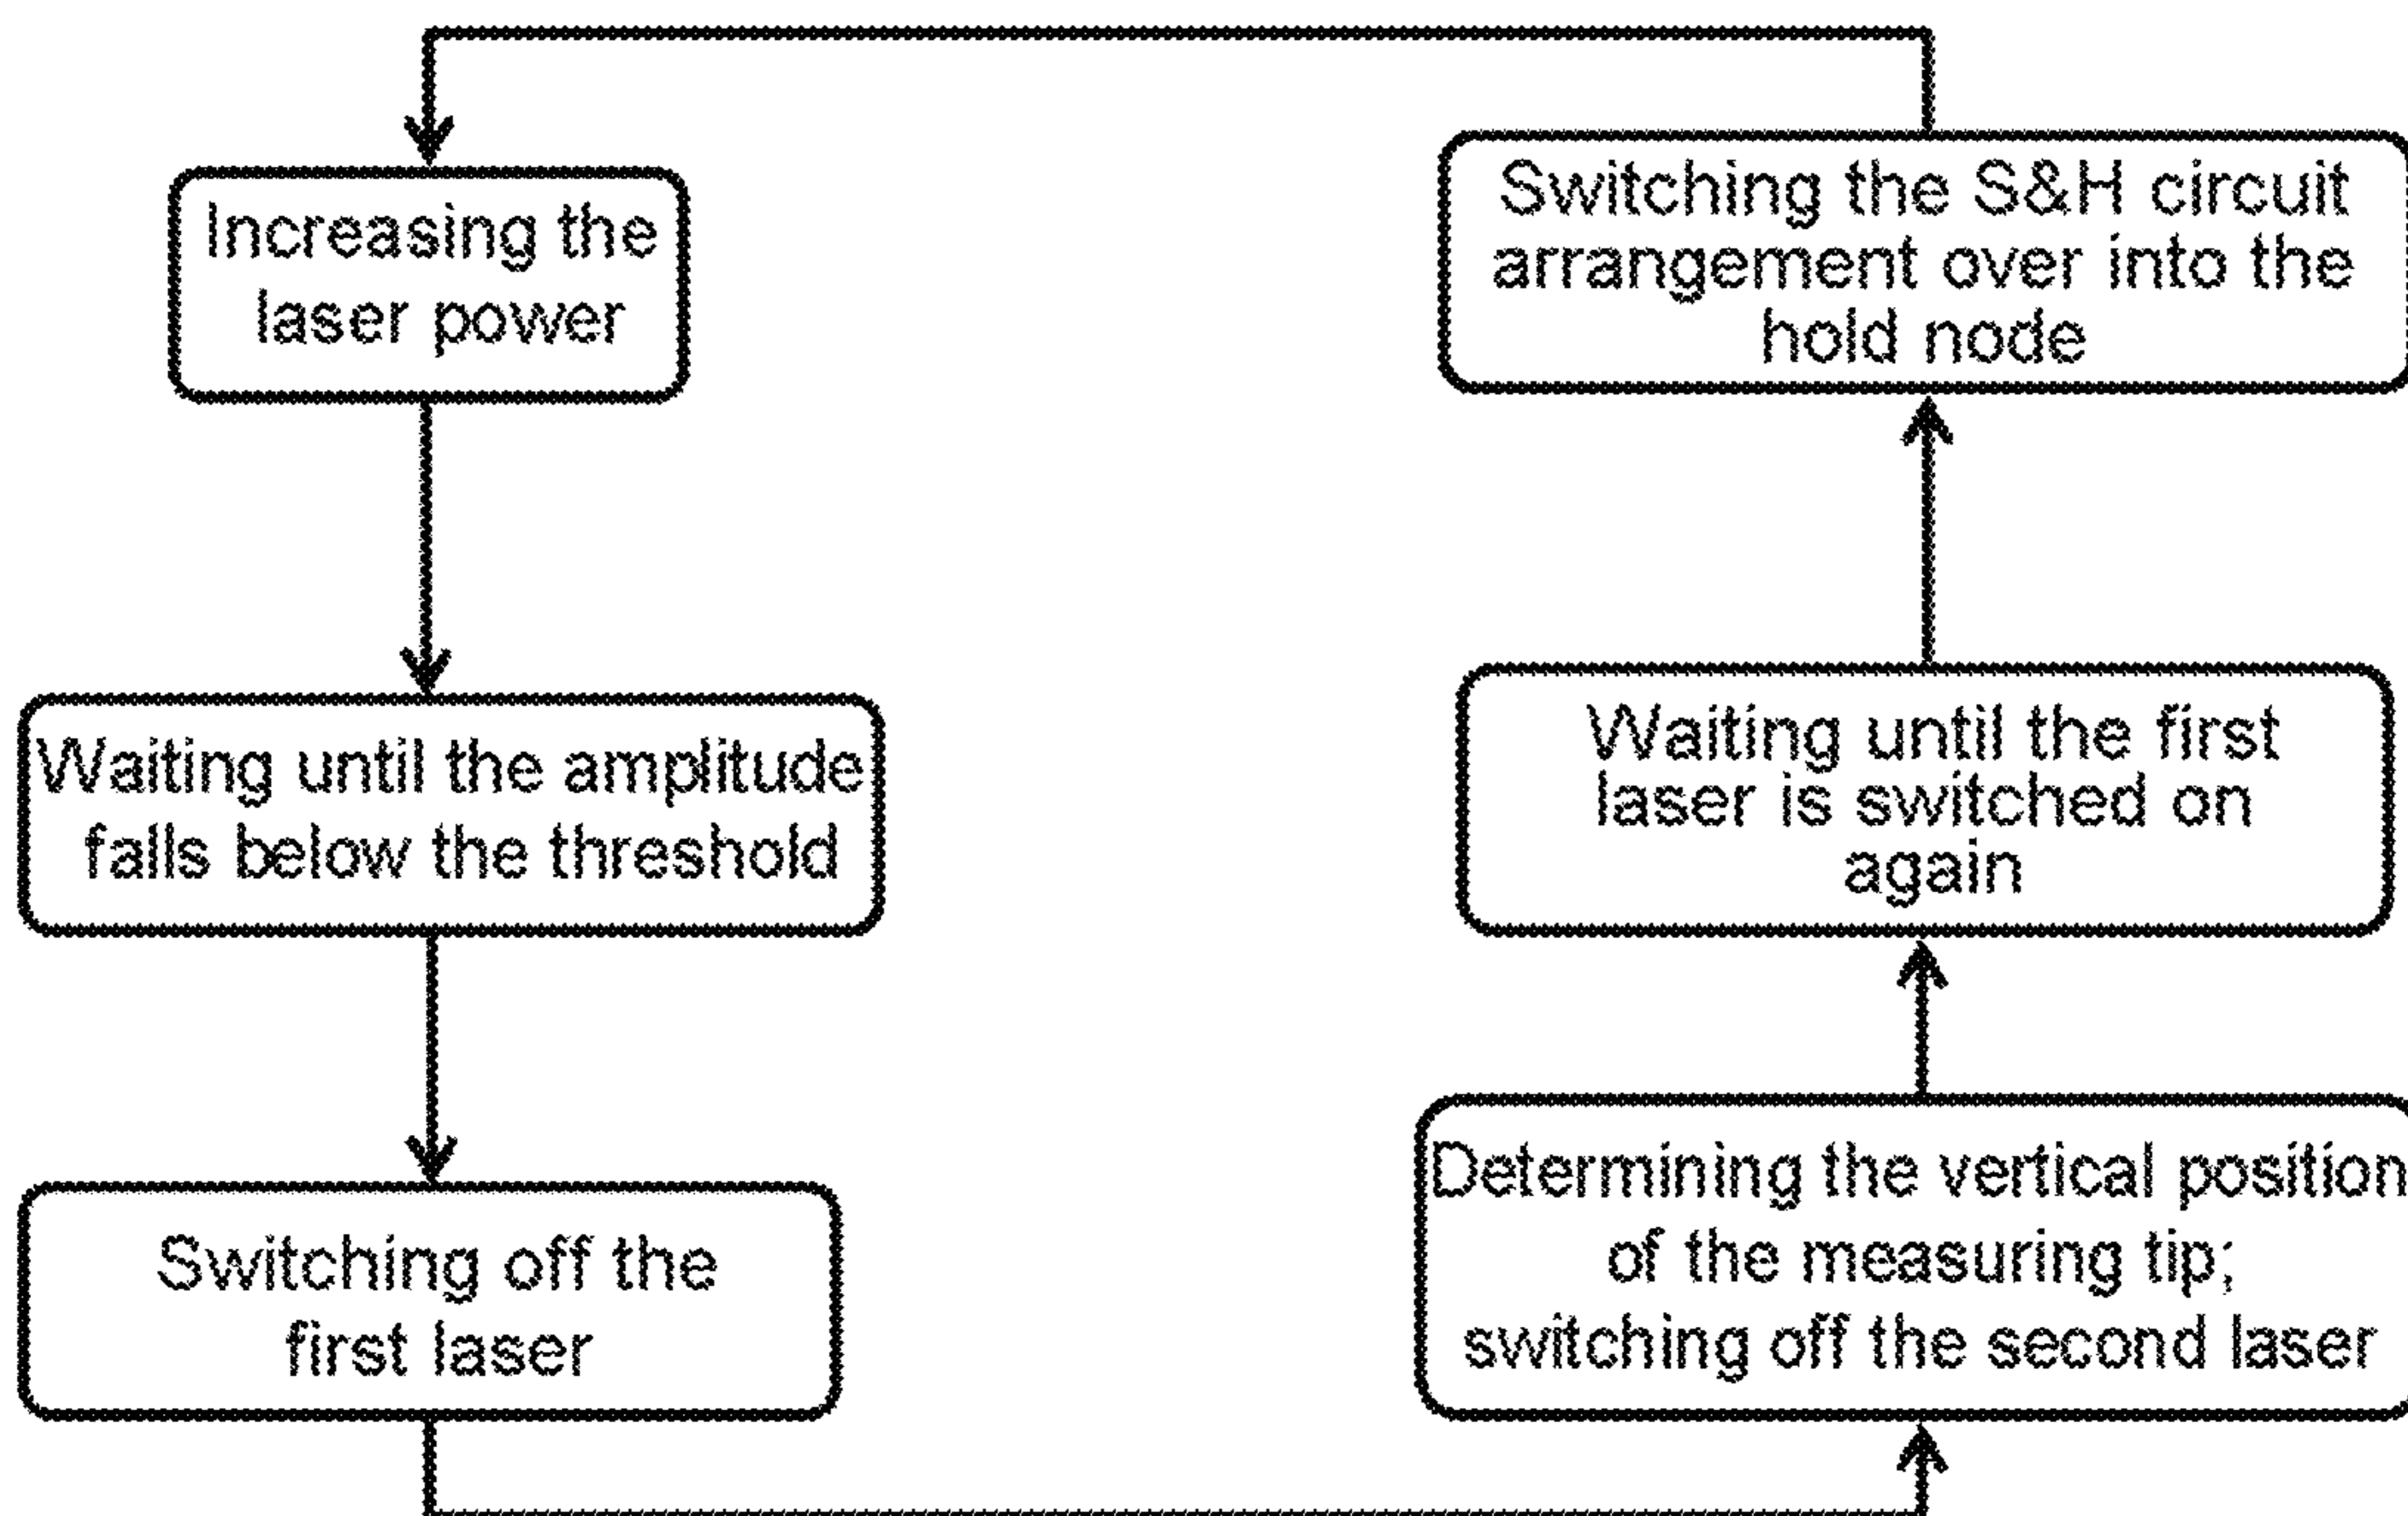 Increasing the
laser power
Waiting until the amplitude
falls below the threshold
Switching off the
first laser
Switching the S&H circuit
arrangement over into the
hold node
Waiting until the first
laser is switched on
again
Determining the vertical position
of the measuring tip;
switching off the second laser